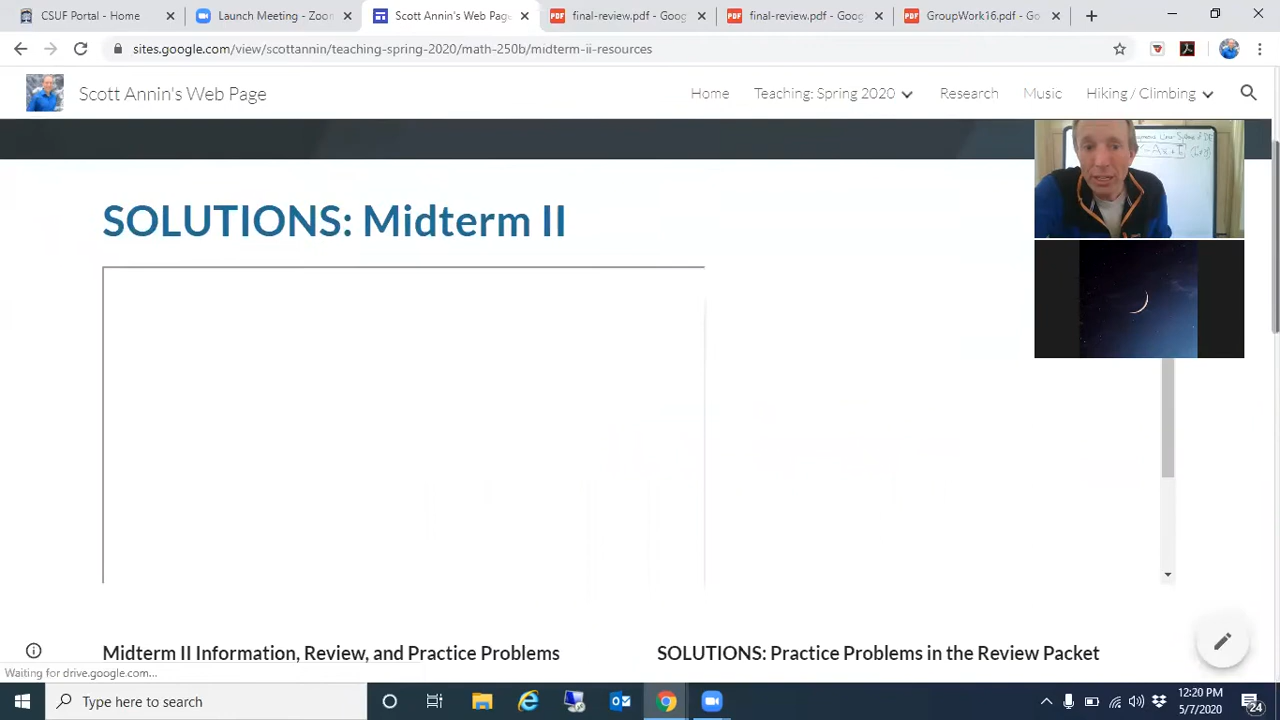 CSUF Portal - Home
Launch Meeting - Zoon
Scott Annin's Web Page
final-review.pdf - Goog
final-review.pdf - Goog
GroupWork16.pdf - Go
sites.google.com/view/scottannin/teaching-spring-2020/math-250b/midterm-ii-resources
Scott Annin's Web Page
Home
Teaching: Spring 2020
Research
Music
Hiking / Climbing
SOLUTIONS: Midterm II
Midterm II Information, Review, and Practice Problems
SOLUTIONS: Practice Problems in the Review Packet
Waiting for drive.google.com...
Type here to search
12:20 PM
5/7/2020
24